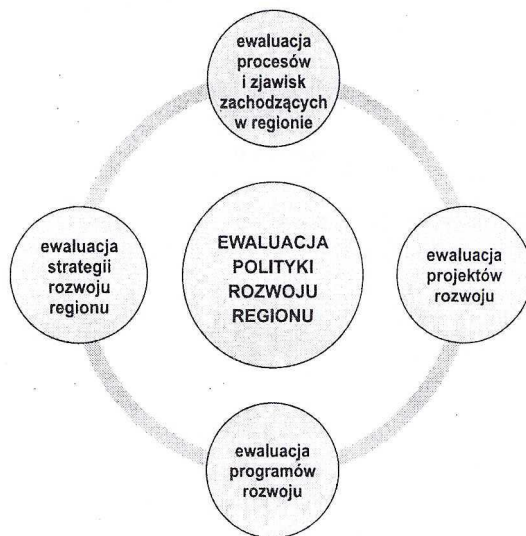 ewaluacja
procesów
i zjawisk
zachodzących
w regionie
ewaluacja
strategii
rozwoju
regionu
EWALUACJA
POLITYKI
ROZWOJU
REGIONU
ewaluacja
projektów
rozwoju
ewaluacja
programów
rozwoju